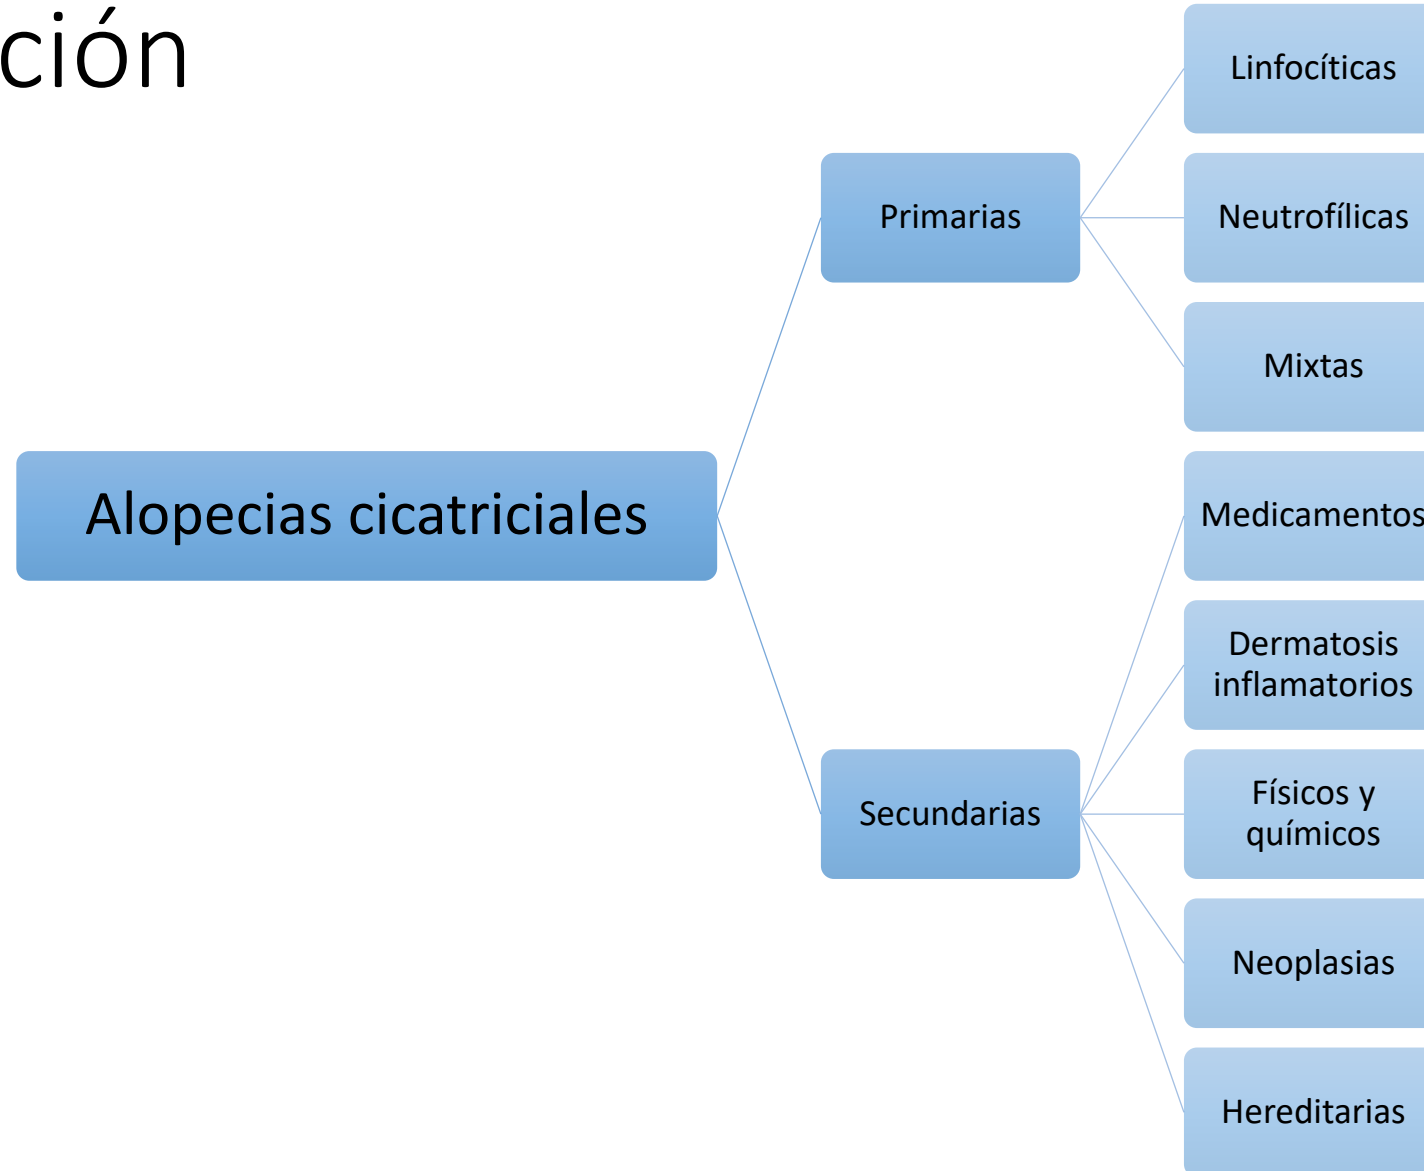 ción
Linfocíticas
Primarias
Neutrofílicas
Mixtas
Alopecias cicatriciales
Medicamentos
Dermatosis
inflamatorios
Secundarias
Físicos y
químicos
Neoplasias
Hereditarias